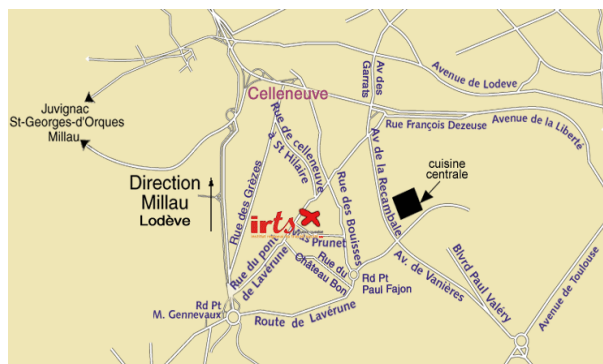 Av des
Garrats
Avenue de Lodeve
Celleneuve
Juvignac
St-Georges-d'Orques
Millau
Rue François Dezeuse
Avenue de la Liberté
Rue de celleneuve
à St Hilaire
Av de la Recambale
cuisine
centrale
Direction
Millau
Lodève
Rue des Grèzes
Rue des Bouisses
irts
Mas Prunet
Rue du pont
de Lavérune
Rue du
Château Bon
Rd Pt
Paul Fajon
Av. de Vanières
Blvrd Paul Valéry
Avenue de Toulouse
Rd Pt
M. Gennevaux
Route de Lavérune